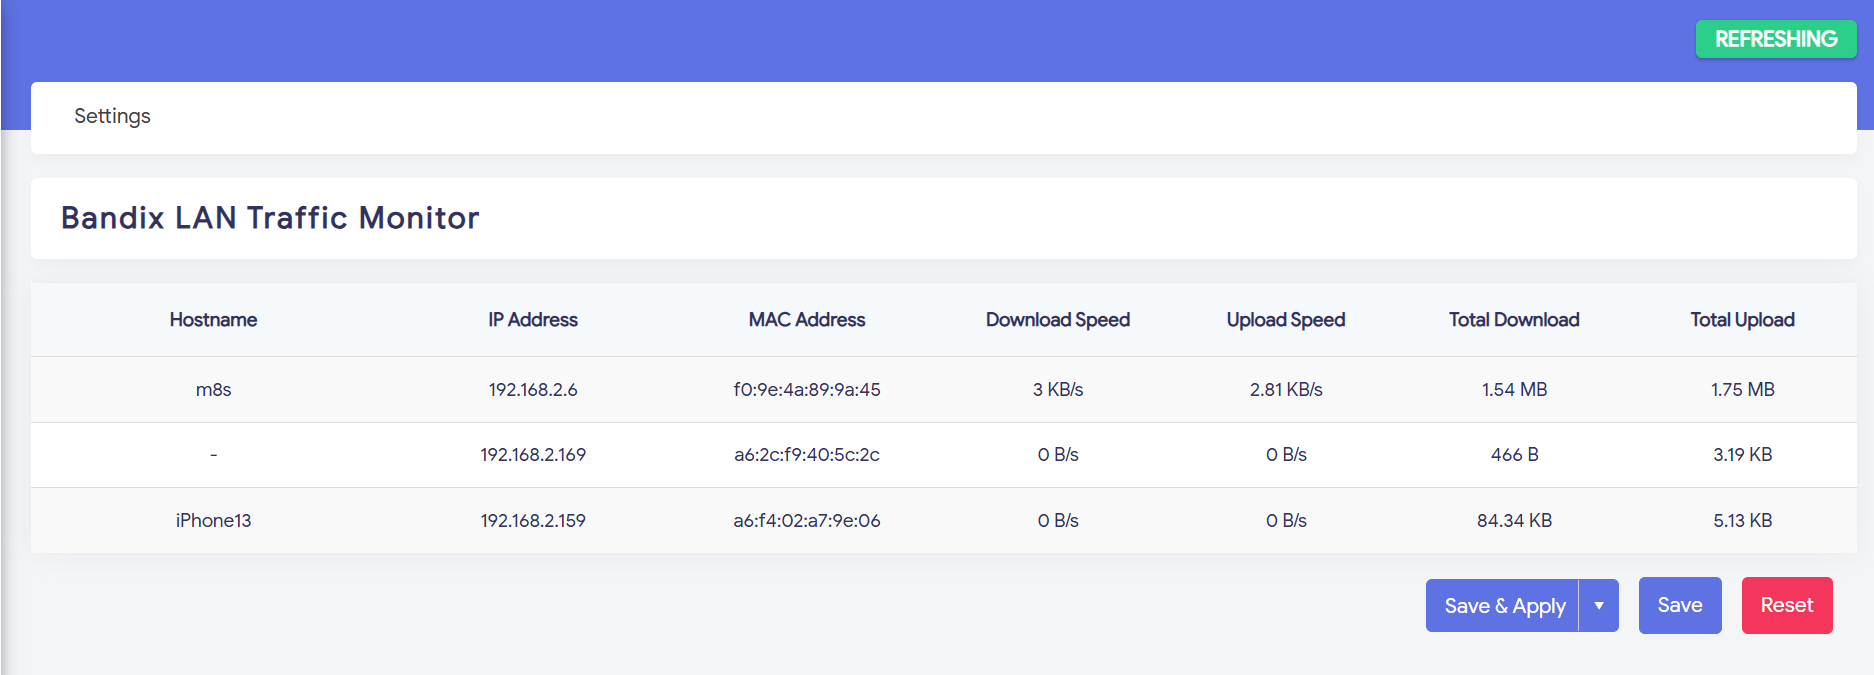 REFRESHING
Settings
Bandix LAN Traffic Monitor
Hostname IP Address MAC Address Download Speed Upload Speed Total Download Total Upload
m8s 192.168.2.6 f0:9e:4a:89:9a:45 3 KB/s 2.81 KB/s 1.54 MB 1.75 MB
- 192.168.2.169 a6:2c:f9:40:5c:2c 0 B/s 0 B/s 466 B 3.19 KB
iPhone13 192.168.2.159 a6:f4:02:a7:9e:06 0 B/s 0 B/s 84.34 KB 5.13 KB
Save & Apply Save Reset